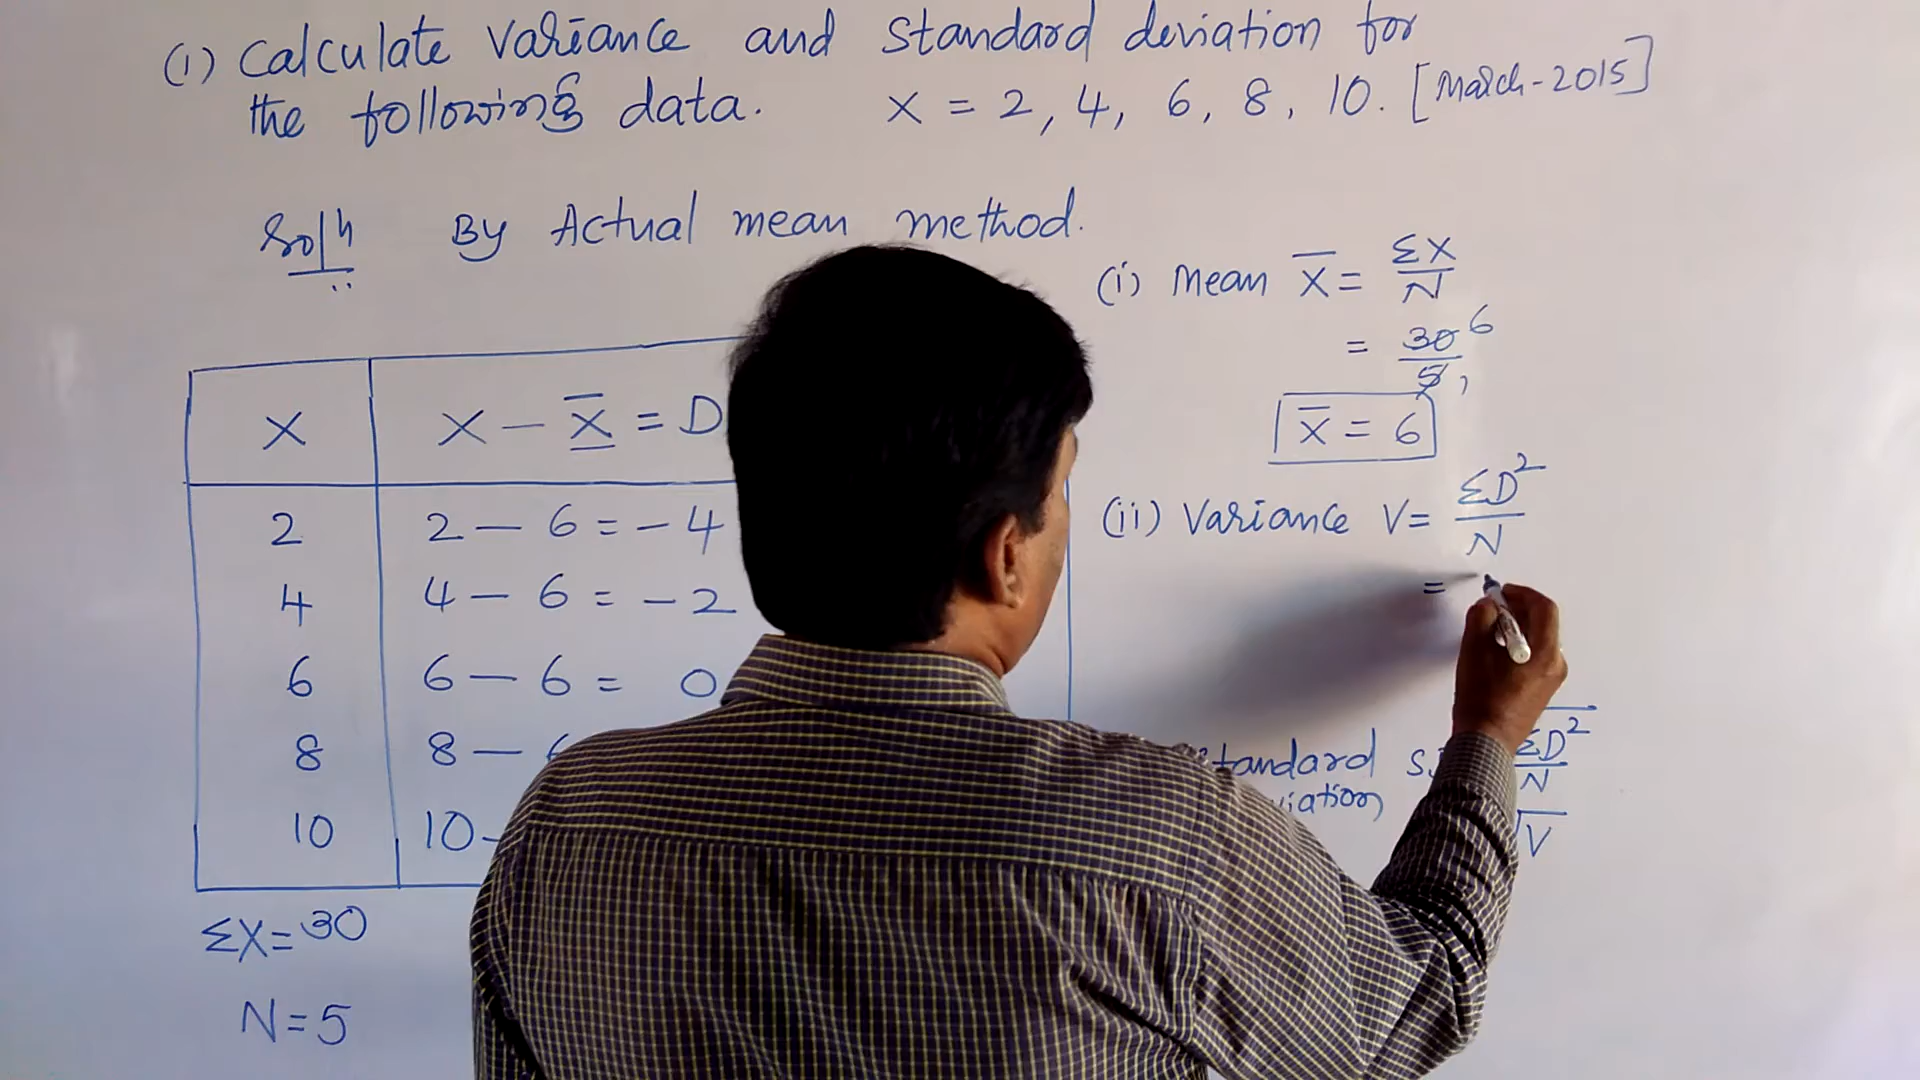 (1) Calculate Variance and Standard deviation for
the following data. X = 2, 4, 6, 8, 10. [March-2015]
Soln By Actual mean method.
X X - X̅ = D
2 2 - 6 = -4
4 4 - 6 = -2
6 6 - 6 = 0
8 8 -
10 10 -
ΣX = 30
N = 5
(i) Mean X̅ = ΣX/N
= 30/5 6 1
X̅ = 6
(ii) Variance V = ΣD²/N
=
Standard ΣD²/N
√V